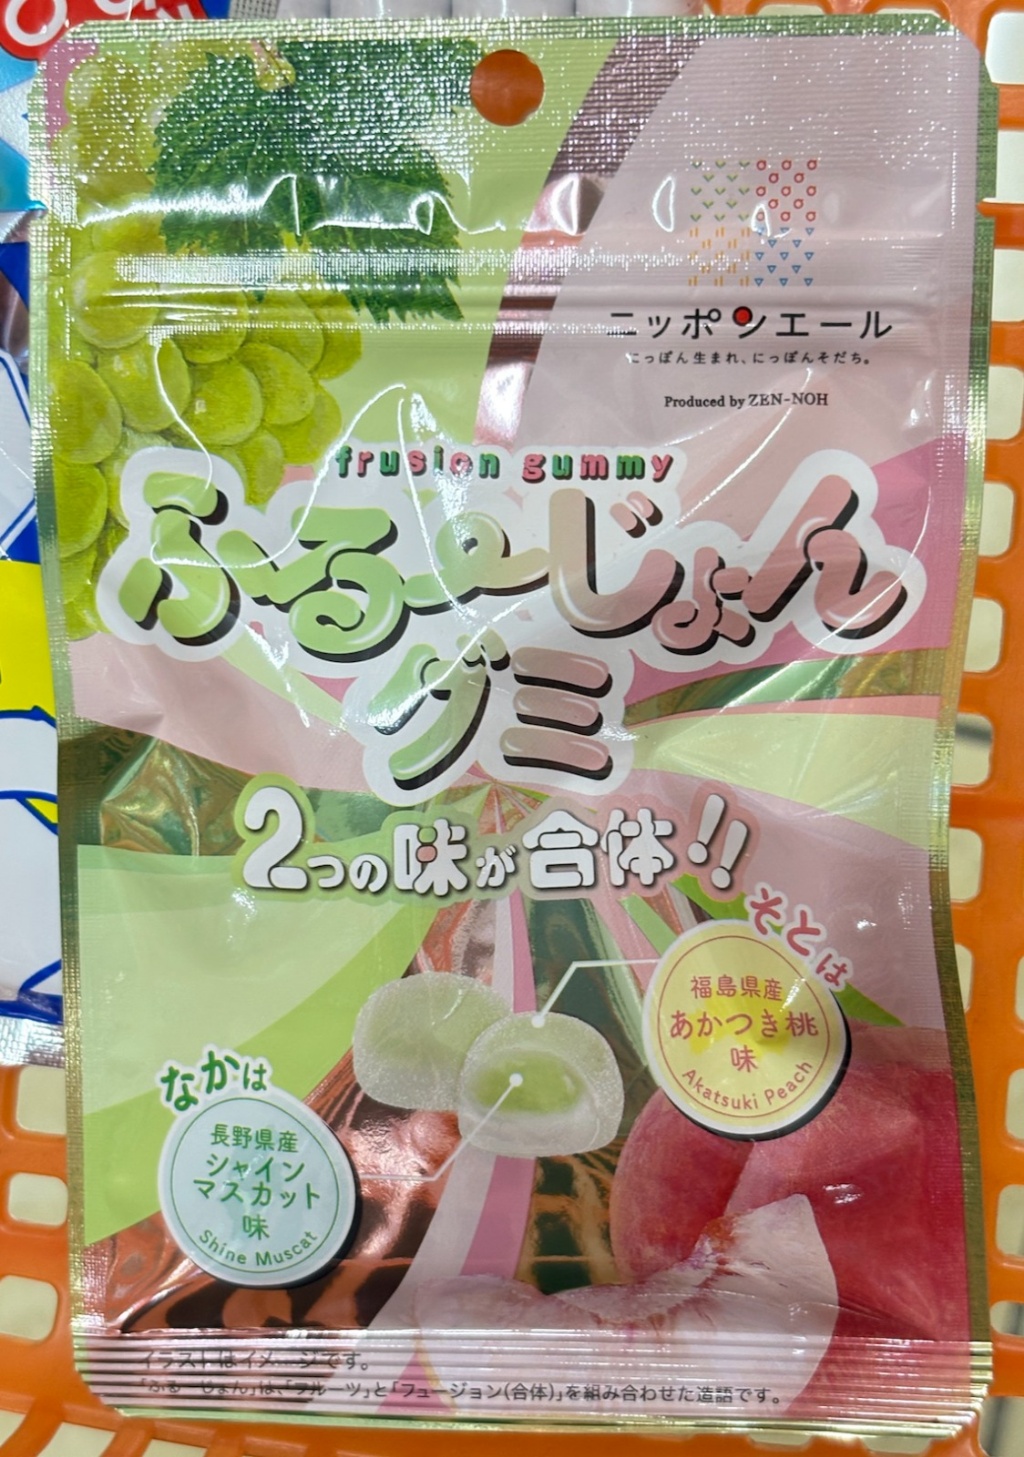 ニッポンエール
にっぽん生まれ、にっぽんそだち。
Produced by ZEN-NOH
frusion gummy
ふる〜じょん
グミ
2つの味が合体!!
そとは
福島県産
あかつき桃
味
Akatsuki Peach
なかは
長野県産
シャイン
マスカット
味
Shine Muscat
イラストはイメージです。
「ふる〜じょん」は、「フルーツ」と「フュージョン(合体)」を組み合わせた造語です。